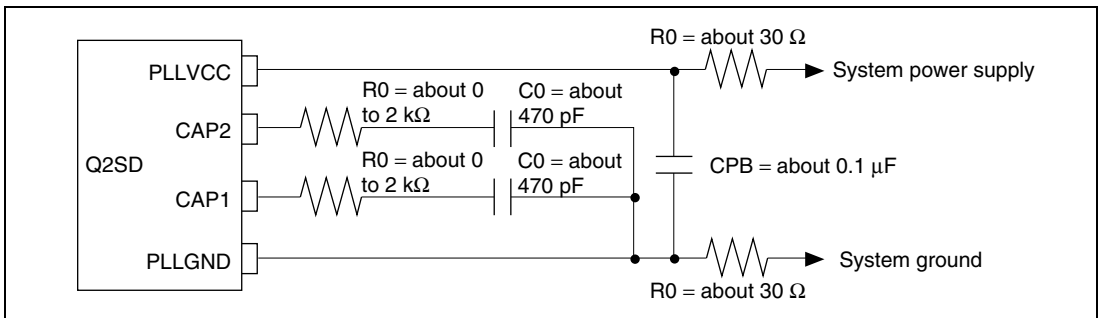 R0 = about 30 Ω
PLLVCC
System power supply
R0 = about 0
to 2 kΩ
C0 = about
470 pF
CAP2
Q2SD
R0 = about 0
to 2 kΩ
C0 = about
470 pF
CPB = about 0.1 μF
CAP1
PLLGND
System ground
R0 = about 30 Ω